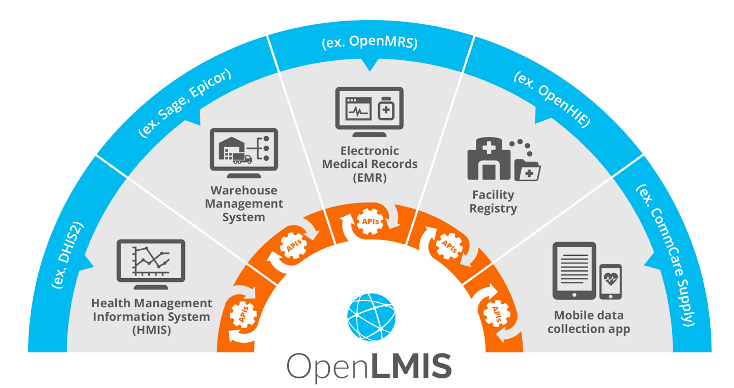 (ex. DHIS2)
(ex. Sage, Epicor)
(ex. OpenMRS)
(ex. OpenHIE)
(ex. CommCare Supply)
Health Management
Information System
(HMIS)
Warehouse
Management
System
Electronic
Medical Records
(EMR)
Facility
Registry
Mobile data
collection app
APIs
APIs
APIs
APIs
APIs
OpenLMIS